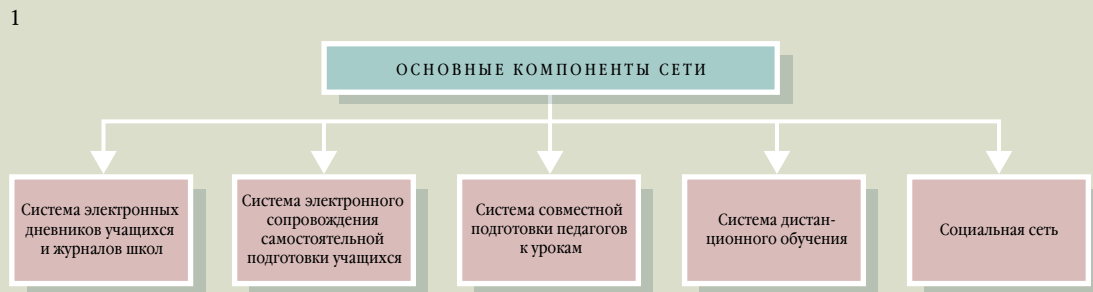 1
ОСНОВНЫЕ КОМПОНЕНТЫ СЕТИ
Система электронных
дневников учащихся
и журналов школ
Система электронного
сопровождения
самостоятельной
подготовки учащихся
Система совместной
подготовки педагогов
к урокам
Система дистан-
ционного обучения
Социальная сеть